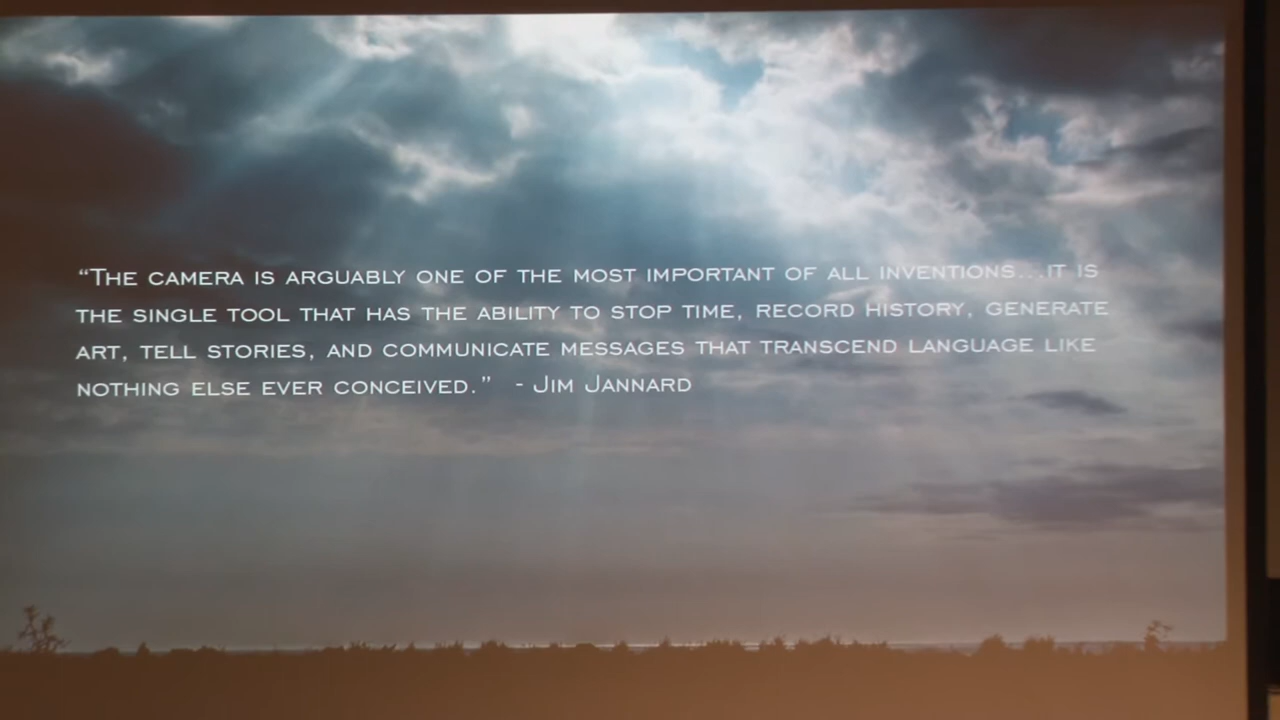 “The camera is arguably one of the most important of all inventions...it is
the single tool that has the ability to stop time, record history, generate
art, tell stories, and communicate messages that transcend language like
nothing else ever conceived.” - Jim Jannard